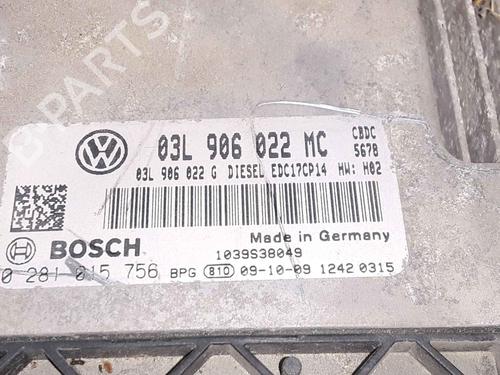 B-PARTS
03L 906 022 MC
CBDC
5678
03L 906 022 G DIESEL EDC17CP14 HW: H02
BOSCH
Made in Germany
1039S38049
0 281 015 756 BPG 810 09-10-09 1242 0315